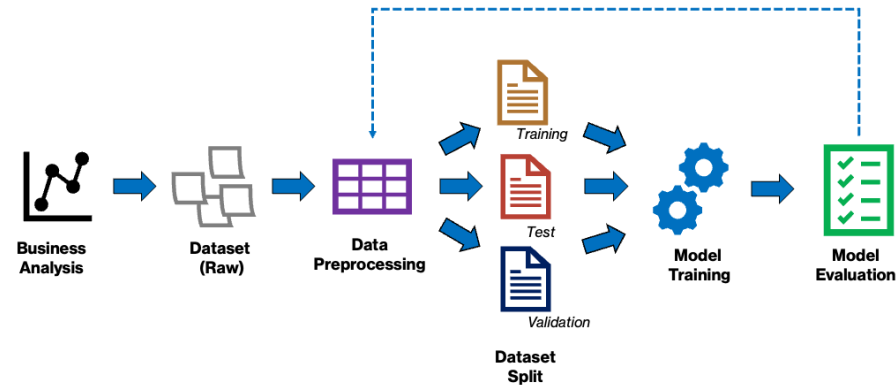 Training
Test
Validation
Business
Analysis
Dataset
(Raw)
Data
Preprocessing
Dataset
Split
Model
Training
Model
Evaluation